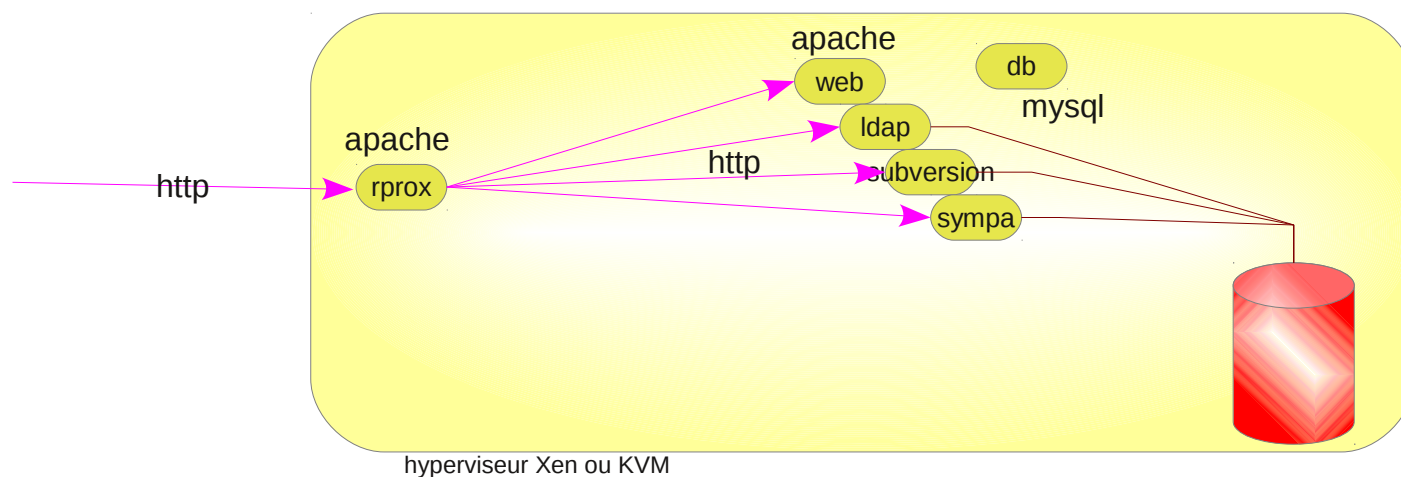 apache
web
db
mysql
ldap
apache
http
subversion
http
rprox
sympa
hyperviseur Xen ou KVM